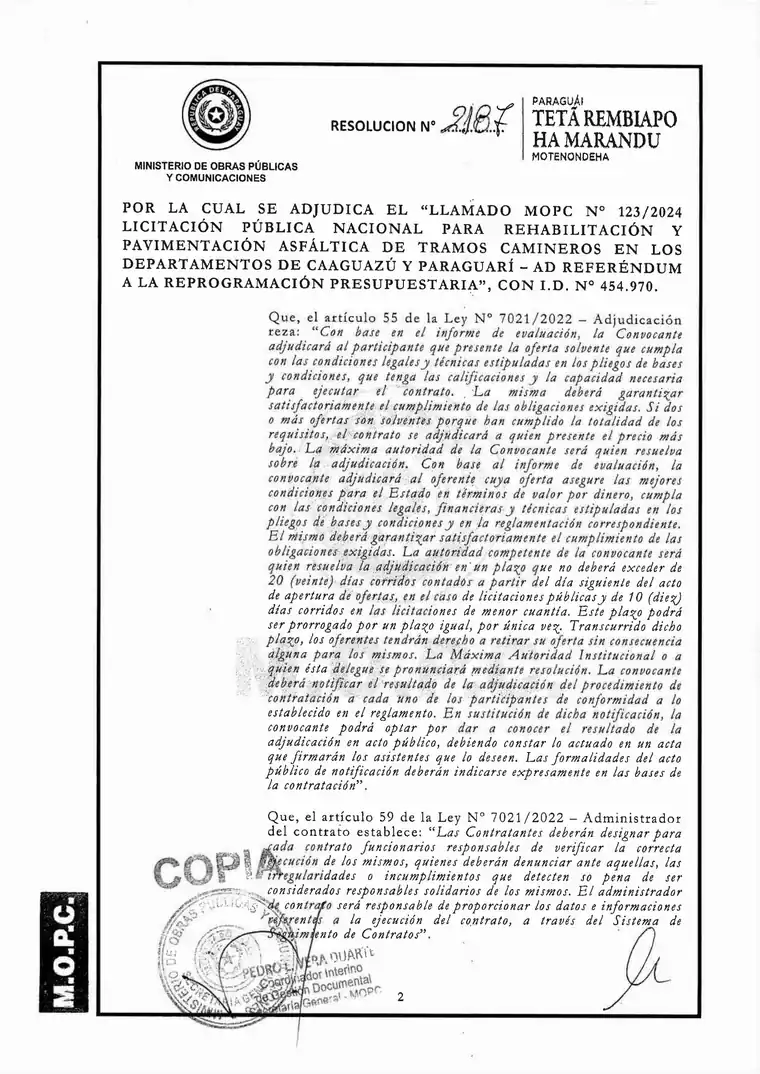 MINISTERIO DE OBRAS PÚBLICAS
Y COMUNICACIONES
RESOLUCION N° 2187
PARAGUÁI
TETÃ REMBIAPO
HA MARANDU
MOTENONDEHA
POR LA CUAL SE ADJUDICA EL “LLAMADO MOPC N° 123/2024
LICITACIÓN PÚBLICA NACIONAL PARA REHABILITACIÓN Y
PAVIMENTACIÓN ASFÁLTICA DE TRAMOS CAMINEROS EN LOS
DEPARTAMENTOS DE CAAGUAZÚ Y PARAGUARÍ – AD REFERÉNDUM
A LA REPROGRAMACIÓN PRESUPUESTARIA”, CON I.D. N° 454.970.
Que, el artículo 55 de la Ley N° 7021/2022 – Adjudicación
reza: “Con base en el informe de evaluación, la Convocante
adjudicará al participante que presente la oferta solvente que cumpla
con las condiciones legales y técnicas estipuladas en los pliegos de bases
y condiciones, que tenga las calificaciones y la capacidad necesaria
para ejecutar el contrato. La misma deberá garantizar
satisfactoriamente el cumplimiento de las obligaciones exigidas. Si dos
o más ofertas son solventes porque han cumplido la totalidad de los
requisitos, el contrato se adjudicará a quien presente el precio más
bajo. La máxima autoridad de la Convocante será quien resuelva
sobre la adjudicación. Con base al informe de evaluación, la
convocante adjudicará al oferente cuya oferta asegure las mejores
condiciones para el Estado en términos de valor por dinero, cumpla
con las condiciones legales, financieras y técnicas estipuladas en los
pliegos de bases y condiciones y en la reglamentación correspondiente.
El mismo deberá garantizar satisfactoriamente el cumplimiento de las
obligaciones exigidas. La autoridad competente de la convocante será
quien resuelva la adjudicación en un plazo que no deberá exceder de
20 (veinte) días corridos contados a partir del día siguiente del acto
de apertura de ofertas, en el caso de licitaciones públicas y de 10 (diez)
días corridos en las licitaciones de menor cuantía. Este plazo podrá
ser prorrogado por un plazo igual, por única vez. Transcurrido dicho
plazo, los oferentes tendrán derecho a retirar su oferta sin consecuencia
alguna para los mismos. La Máxima Autoridad Institucional o a
quien ésta delegue se pronunciará mediante resolución. La convocante
deberá notificar el resultado de la adjudicación del procedimiento de
contratación a cada uno de los participantes de conformidad a lo
establecido en el reglamento. En sustitución de dicha notificación, la
convocante podrá optar por dar a conocer el resultado de la
adjudicación en acto público, debiendo constar lo actuado en un acta
que firmarán los asistentes que lo deseen. Las formalidades del acto
público de notificación deberán indicarse expresamente en las bases de
la contratación”.
Que, el artículo 59 de la Ley N° 7021/2022 – Administrador
del contrato establece: “Las Contratantes deberán designar para
cada contrato funcionarios responsables de verificar la correcta
ejecución de los mismos, quienes deberán denunciar ante aquellas, las
irregularidades o incumplimientos que detecten so pena de ser
considerados responsables solidarios de los mismos. El administrador
de contrato será responsable de proporcionar los datos e informaciones
referentes a la ejecución del contrato, a través del Sistema de
Seguimiento de Contratos”.
COPIA
PEDRO L. VERA DUARTE
Coordinador Interino
de Gestión Documental
Secretaría General - MOPC
M.O.P.C.
2